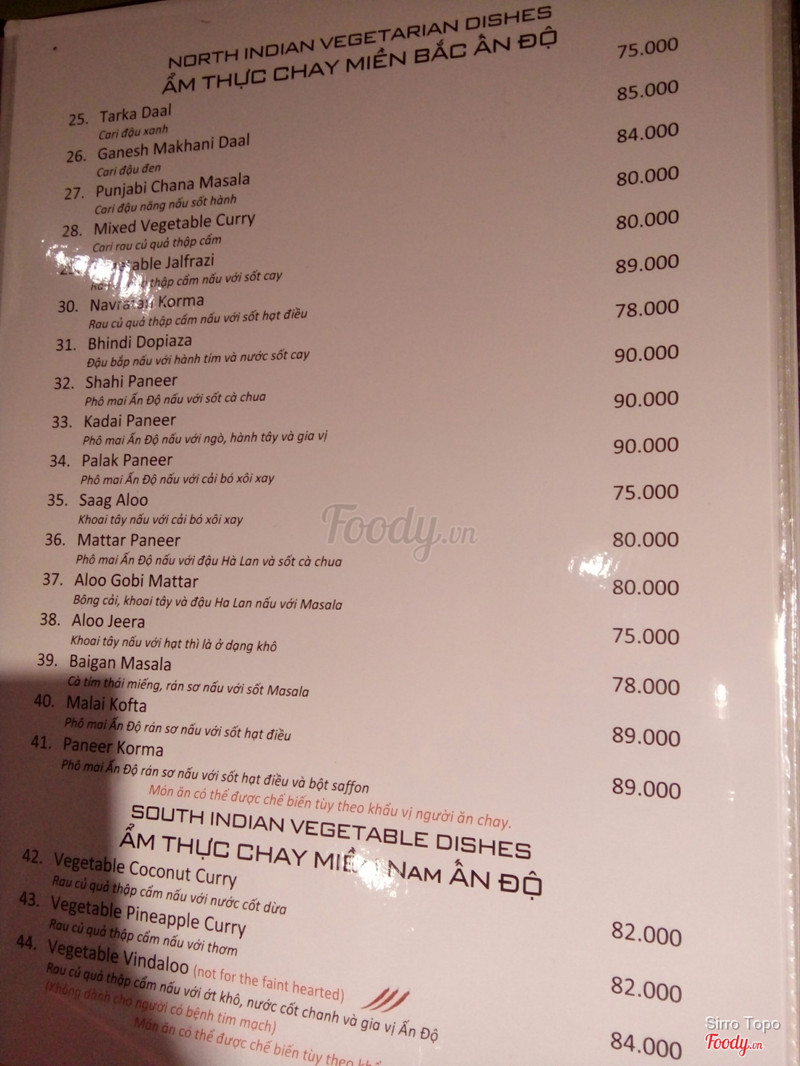 NORTH INDIAN VEGETARIAN DISHES
ẨM THỰC CHAY MIỀN BẮC ẤN ĐỘ
25. Tarka Daal 75.000
Cari đậu xanh
26. Ganesh Makhani Daal 85.000
Cari đậu đen
27. Punjabi Chana Masala 84.000
Cari đậu năng nấu sốt hành
28. Mixed Vegetable Curry 80.000
Cari rau củ quả thập cẩm
Jalfrazi 80.000
thập cẩm nấu với sốt cay
30. Navratan Korma 89.000
Rau củ quả thập cẩm nấu với sốt hạt điều
31. Bhindi Dopiaza 78.000
Đậu bắp nấu với hành tím và nước sốt cay
32. Shahi Paneer 90.000
Phô mai Ấn Độ nấu với sốt cà chua
33. Kadai Paneer 90.000
Phô mai Ấn Độ nấu với ngò, hành tây và gia vị
34. Palak Paneer 90.000
Phô mai Ấn Độ nấu với cải bó xôi xay
35. Saag Aloo 75.000
Khoai tây nấu với cải bó xôi xay
36. Mattar Paneer 80.000
Phô mai Ấn Độ nấu với đậu Hà Lan và sốt cà chua
37. Aloo Gobi Mattar 80.000
Bông cải, khoai tây và đậu Ha Lan nấu với Masala
38. Aloo Jeera 75.000
Khoai tây nấu với hạt thì là ở dạng khô
39. Baigan Masala 78.000
Cà tím thái miếng, rán sơ nấu với sốt Masala
40. Malai Kofta 89.000
Phô mai Ấn Độ rán sơ nấu với sốt hạt điều
41. Paneer Korma 89.000
Phô mai Ấn Độ rán sơ nấu với sốt hạt điều và bột saffon
Món ăn có thể được chế biến tùy theo khẩu vị người ăn chay.
SOUTH INDIAN VEGETABLE DISHES
ẨM THỰC CHAY MIỀN NAM ẤN ĐỘ
42. Vegetable Coconut Curry 82.000
Rau củ quả thập cẩm nấu với nước cốt dừa
43. Vegetable Pineapple Curry 82.000
Rau củ quả thập cẩm nấu với thơm
44. Vegetable Vindaloo (not for the faint hearted) 84.000
Rau củ quả thập cẩm nấu với ớt khô, nước cốt chanh và gia vị Ấn Độ
(không dành cho người có bệnh tim mạch)
Món ăn có thể được chế biến tùy theo
Foody.vn
Sirro Topo
Foody.vn